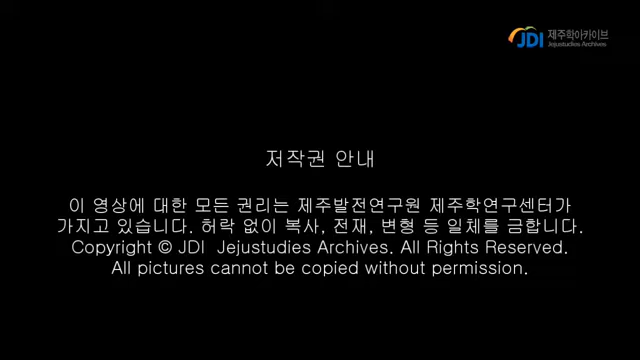 JDI 제주학아카이브
Jejustudies Archives
저작권 안내
이 영상에 대한 모든 권리는 제주발전연구원 제주학연구센터가
가지고 있습니다. 허락 없이 복사, 전재, 변형 등 일체를 금합니다.
Copyright © JDI Jejustudies Archives. All Rights Reserved.
All pictures cannot be copied without permission.